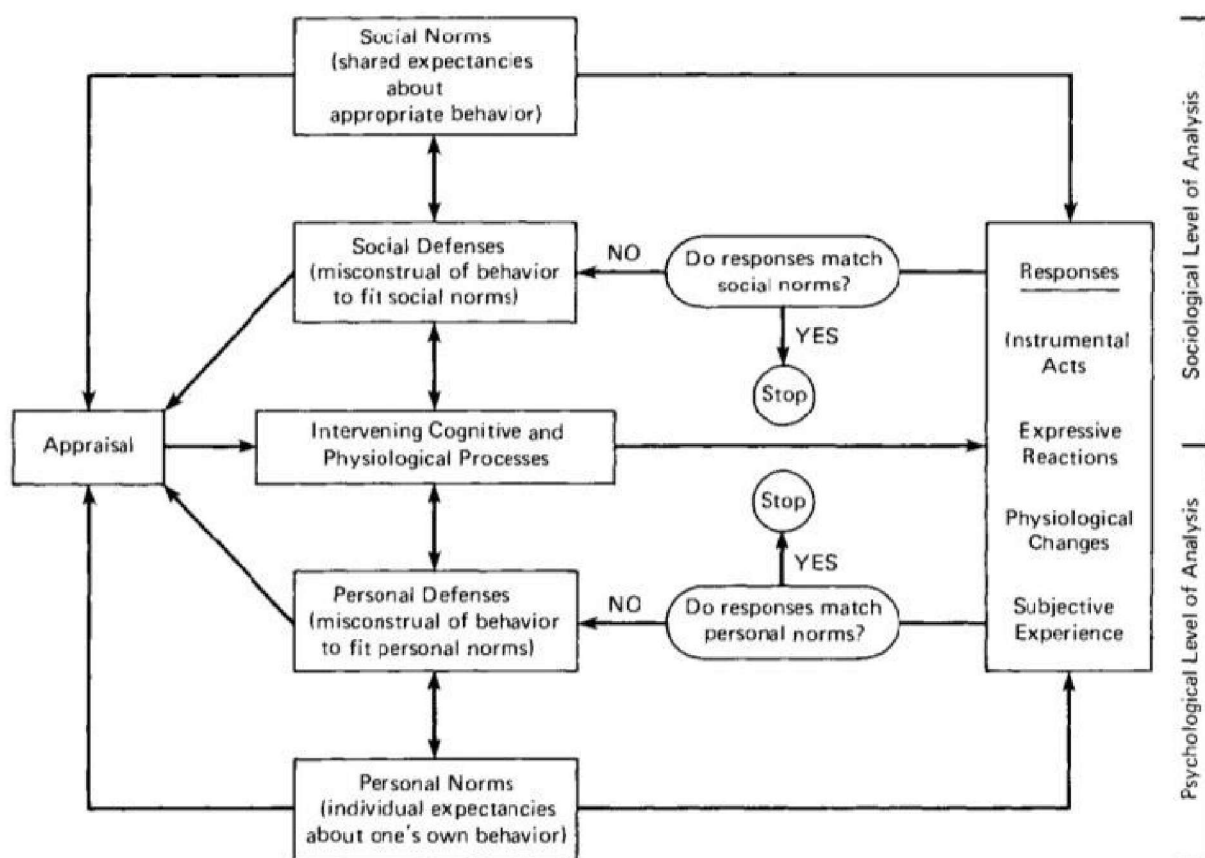 Social Norms
(shared expectancies
about
appropriate behavior)
Social Defenses
(misconstrual of behavior
to fit social norms)
NO
Do responses match
social norms?
YES
Stop
Responses
Instrumental
Acts
Expressive
Reactions
Physiological
Changes
Subjective
Experience
Appraisal
Intervening Cognitive and
Physiological Processes
Stop
YES
Personal Defenses
(misconstrual of behavior
to fit personal norms)
NO
Do responses match
personal norms?
Personal Norms
(individual expectancies
about one's own behavior)
Sociological Level of Analysis
Psychological Level of Analysis